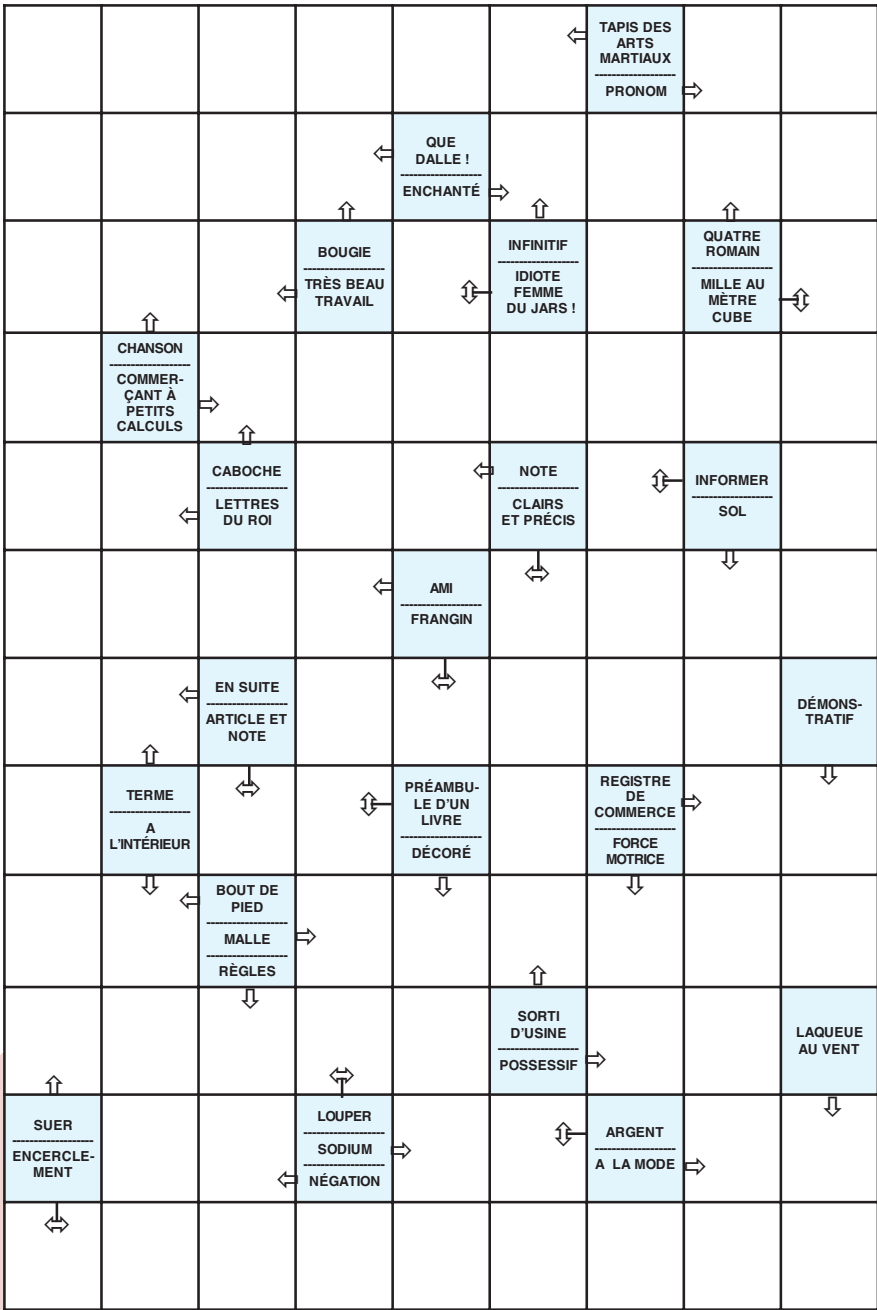 TAPIS DES
ARTS
MARTIAUX
--------------------
PRONOM
QUE
DALLE !
--------------------
ENCHANTÉ
BOUGIE
--------------------
TRÈS BEAU
TRAVAIL
INFINITIF
--------------------
IDIOTE
FEMME
DU JARS !
QUATRE
ROMAIN
--------------------
MILLE AU
MÈTRE
CUBE
CHANSON
--------------------
COMMER-
ÇANT À
PETITS
CALCULS
CABOCHE
--------------------
LETTRES
DU ROI
NOTE
--------------------
CLAIRS
ET PRÉCIS
INFORMER
--------------------
SOL
AMI
--------------------
FRANGIN
EN SUITE
--------------------
ARTICLE ET
NOTE
DÉMONS-
TRATIF
TERME
--------------------
A
L'INTÉRIEUR
PRÉAMBU-
LE D'UN
LIVRE
--------------------
DÉCORÉ
REGISTRE
DE
COMMERCE
--------------------
FORCE
MOTRICE
BOUT DE
PIED
--------------------
MALLE
--------------------
RÈGLES
SORTI
D'USINE
--------------------
POSSESSIF
LAQUEUE
AU VENT
SUER
--------------------
ENCERCLE-
MENT
LOUPER
--------------------
SODIUM
--------------------
NÉGATION
ARGENT
--------------------
A LA MODE